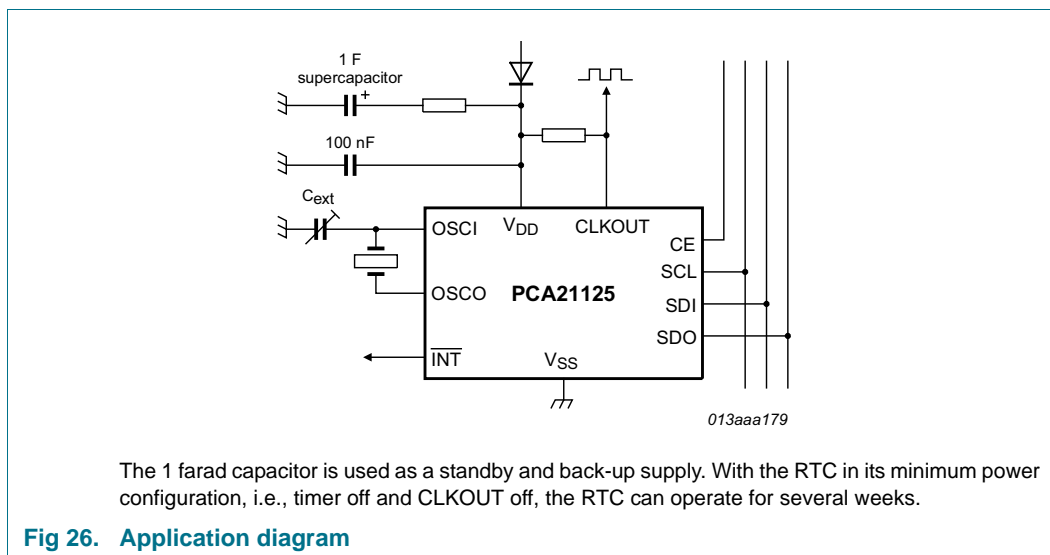 1 F
supercapacitor
+
100 nF
Cext
OSCI
VDD
CLKOUT
CE
SCL
OSCO
PCA21125
SDI
SDO
INT
VSS
013aaa179
The 1 farad capacitor is used as a standby and back-up supply. With the RTC in its minimum power
configuration, i.e., timer off and CLKOUT off, the RTC can operate for several weeks.
Fig 26. Application diagram